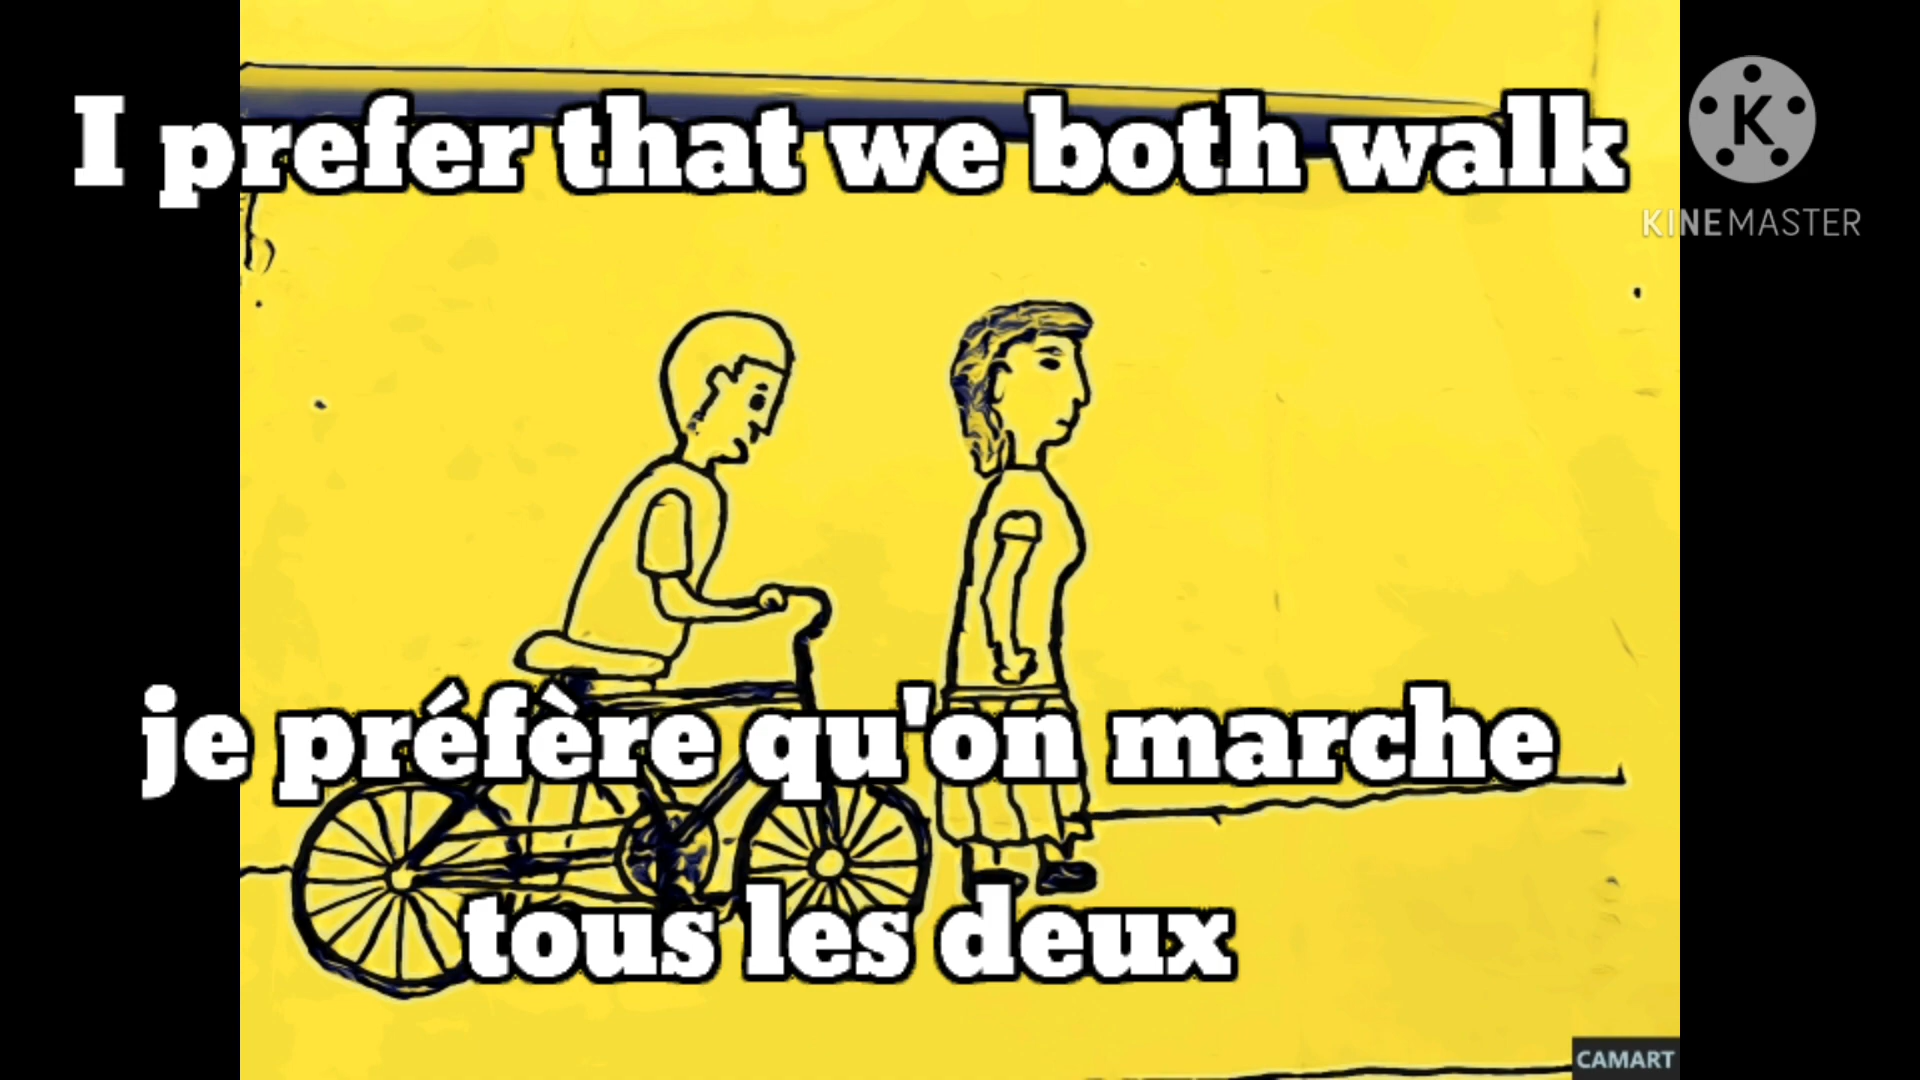 I prefer that we both walk
K
KINEMASTER
je préfère qu'on marche
tous les deux
CAMART